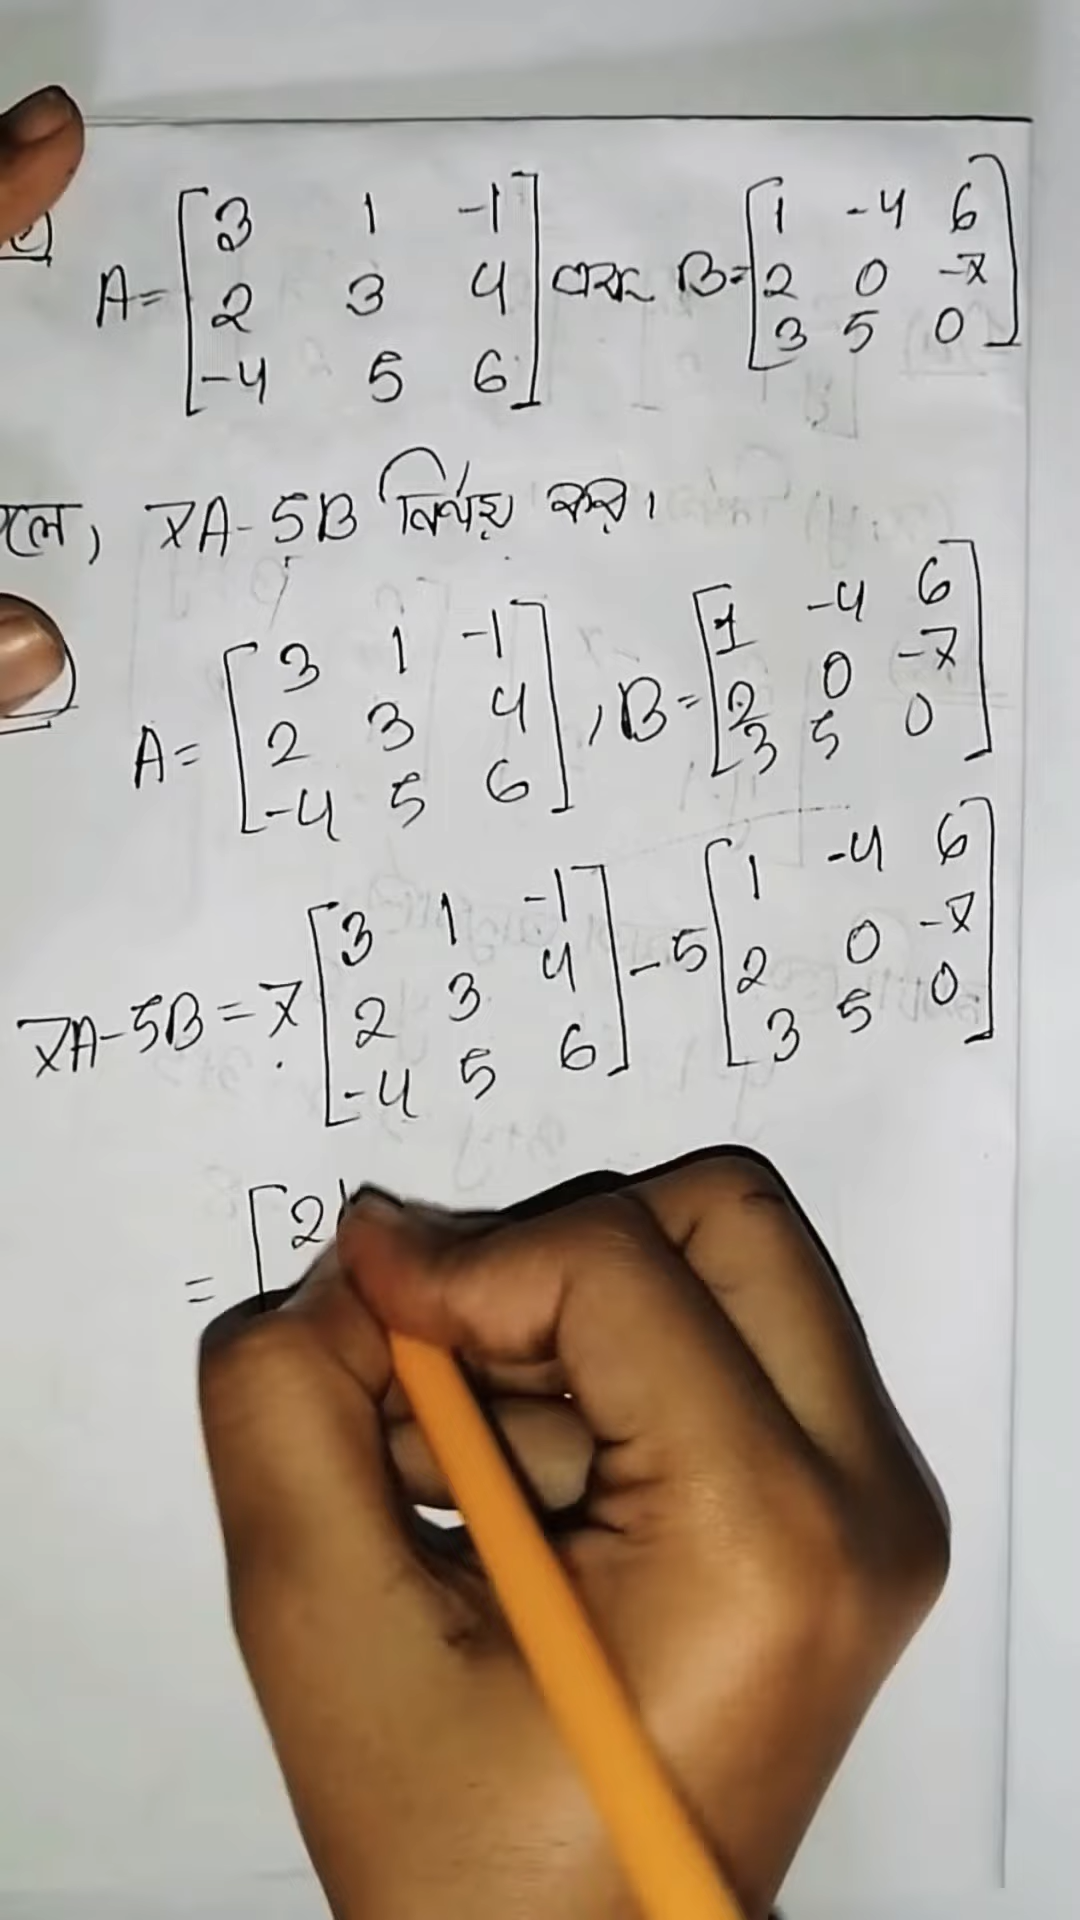 A = [3 1 -1; 2 3 4; -4 5 6] এবং B = [1 -4 6; 2 0 -7; 3 5 0]
হলে, 7A - 5B নির্ণয় কর।
A = [3 1 -1; 2 3 4; -4 5 6], B = [1 -4 6; 2 0 -7; 3 5 0]
7A - 5B = 7 [3 1 -1; 2 3 4; -4 5 6] - 5 [1 -4 6; 2 0 -7; 3 5 0]
= [21